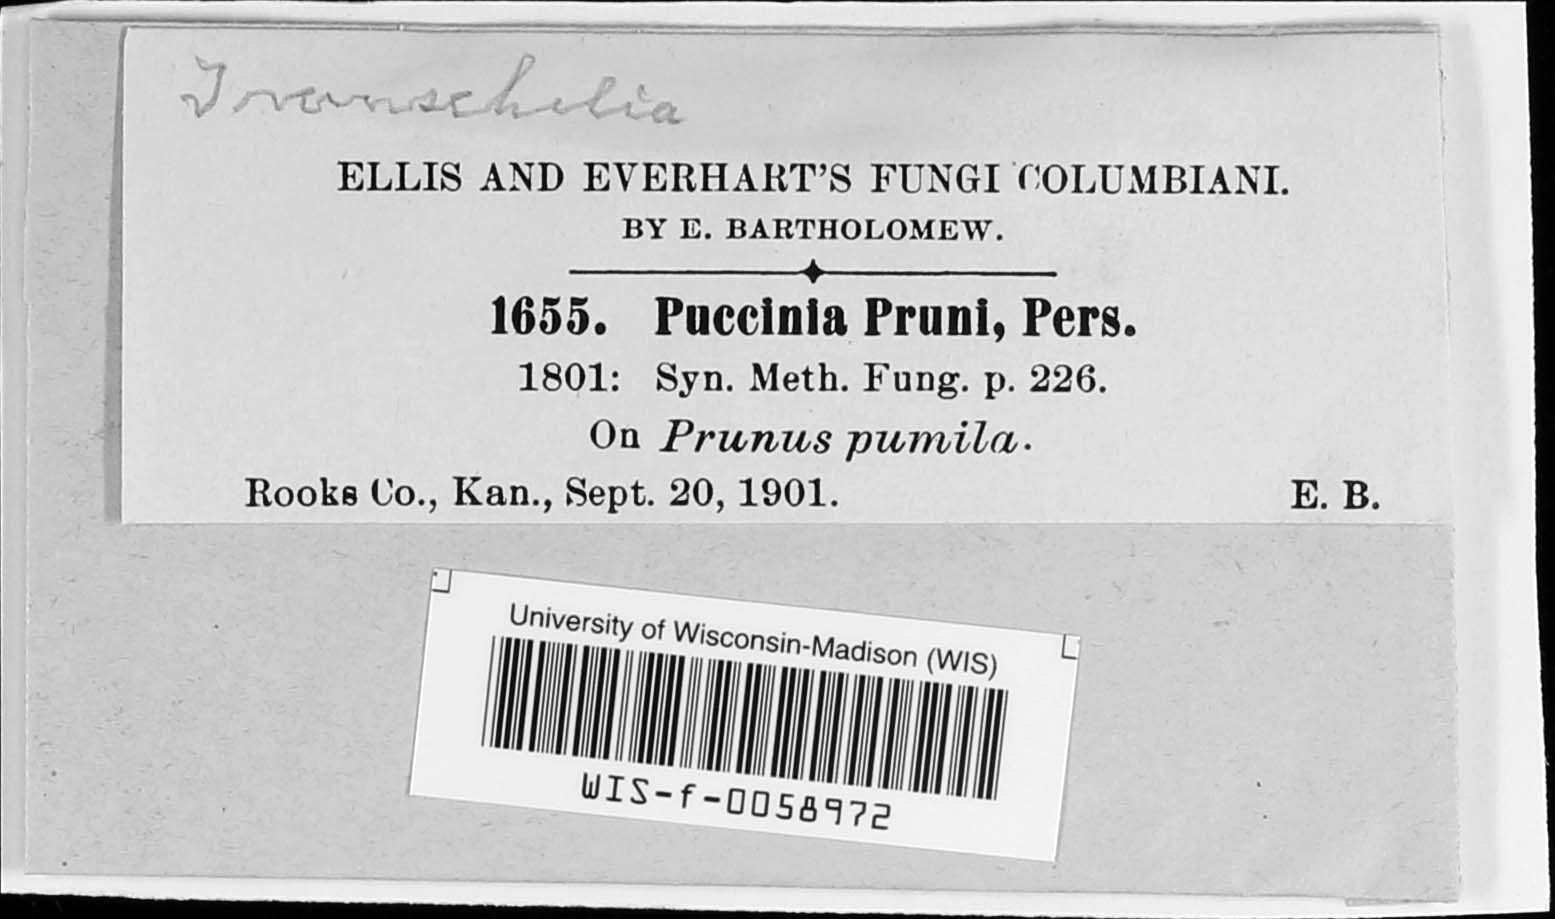 Transchelia
ELLIS AND EVERHART'S FUNGI COLUMBIANI.
BY E. BARTHOLOMEW.
1655. Puccinia Pruni, Pers.
1801: Syn. Meth. Fung. p. 226.
On Prunus pumila.
Rooks Co., Kan., Sept. 20, 1901. E. B.
University of Wisconsin-Madison (WIS)
WIS-f-0058972